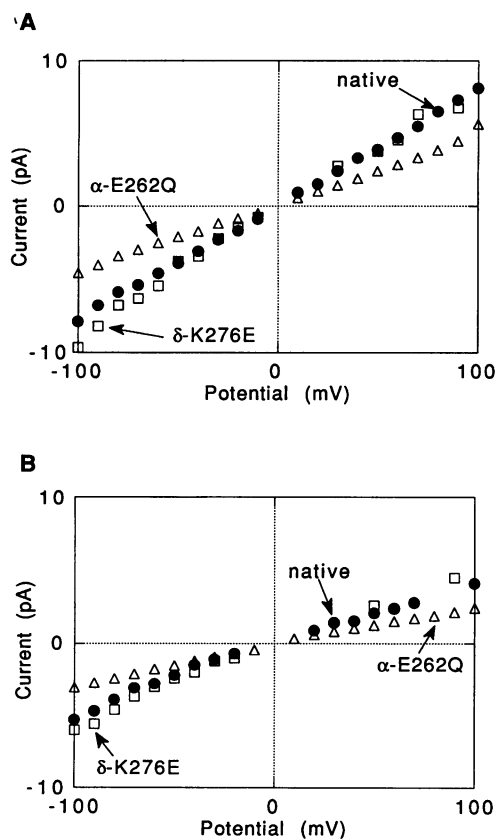 A
10
native
α-E262Q
Current (pA)
0
δ-K276E
-10
-100
0
100
Potential (mV)
B
10
native
Current (pA)
0
α-E262Q
δ-K276E
-10
-100
0
100
Potential (mV)